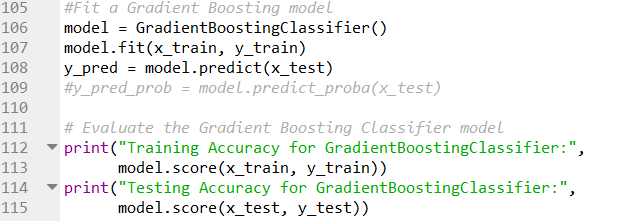 105 #Fit a Gradient Boosting model
106 model = GradientBoostingClassifier()
107 model.fit(x_train, y_train)
108 y_pred = model.predict(x_test)
109 #y_pred_prob = model.predict_proba(x_test)
110
111 # Evaluate the Gradient Boosting Classifier model
112 print("Training Accuracy for GradientBoostingClassifier:",
113 model.score(x_train, y_train))
114 print("Testing Accuracy for GradientBoostingClassifier:",
115 model.score(x_test, y_test))